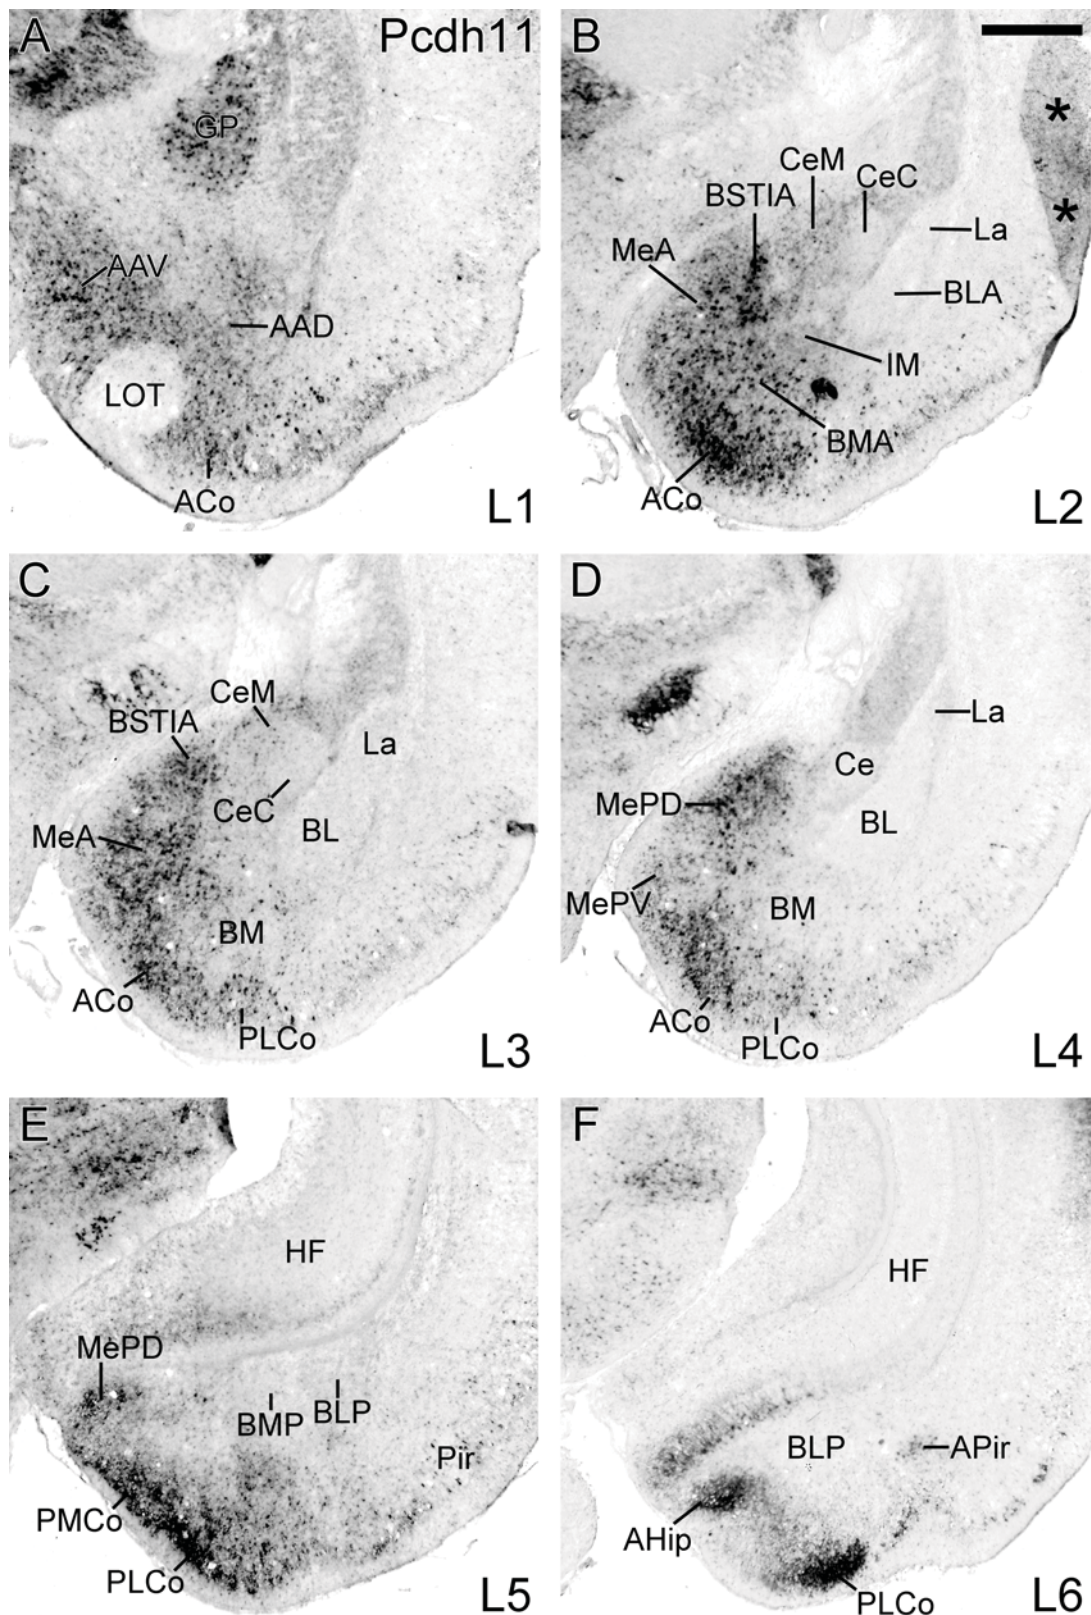 A
Pcdh11
GP
AAV
AAD
LOT
ACo
L1
B
*
*
CeM
CeC
BSTIA
La
MeA
BLA
IM
BMA
ACo
L2
C
CeM
BSTIA
La
CeC
MeA
BL
BM
ACo
PLCo
L3
D
La
Ce
MePD
BL
MePV
BM
ACo
PLCo
L4
E
HF
MePD
BMP
BLP
Pir
PMCo
PLCo
L5
F
HF
BLP
APir
AHip
PLCo
L6